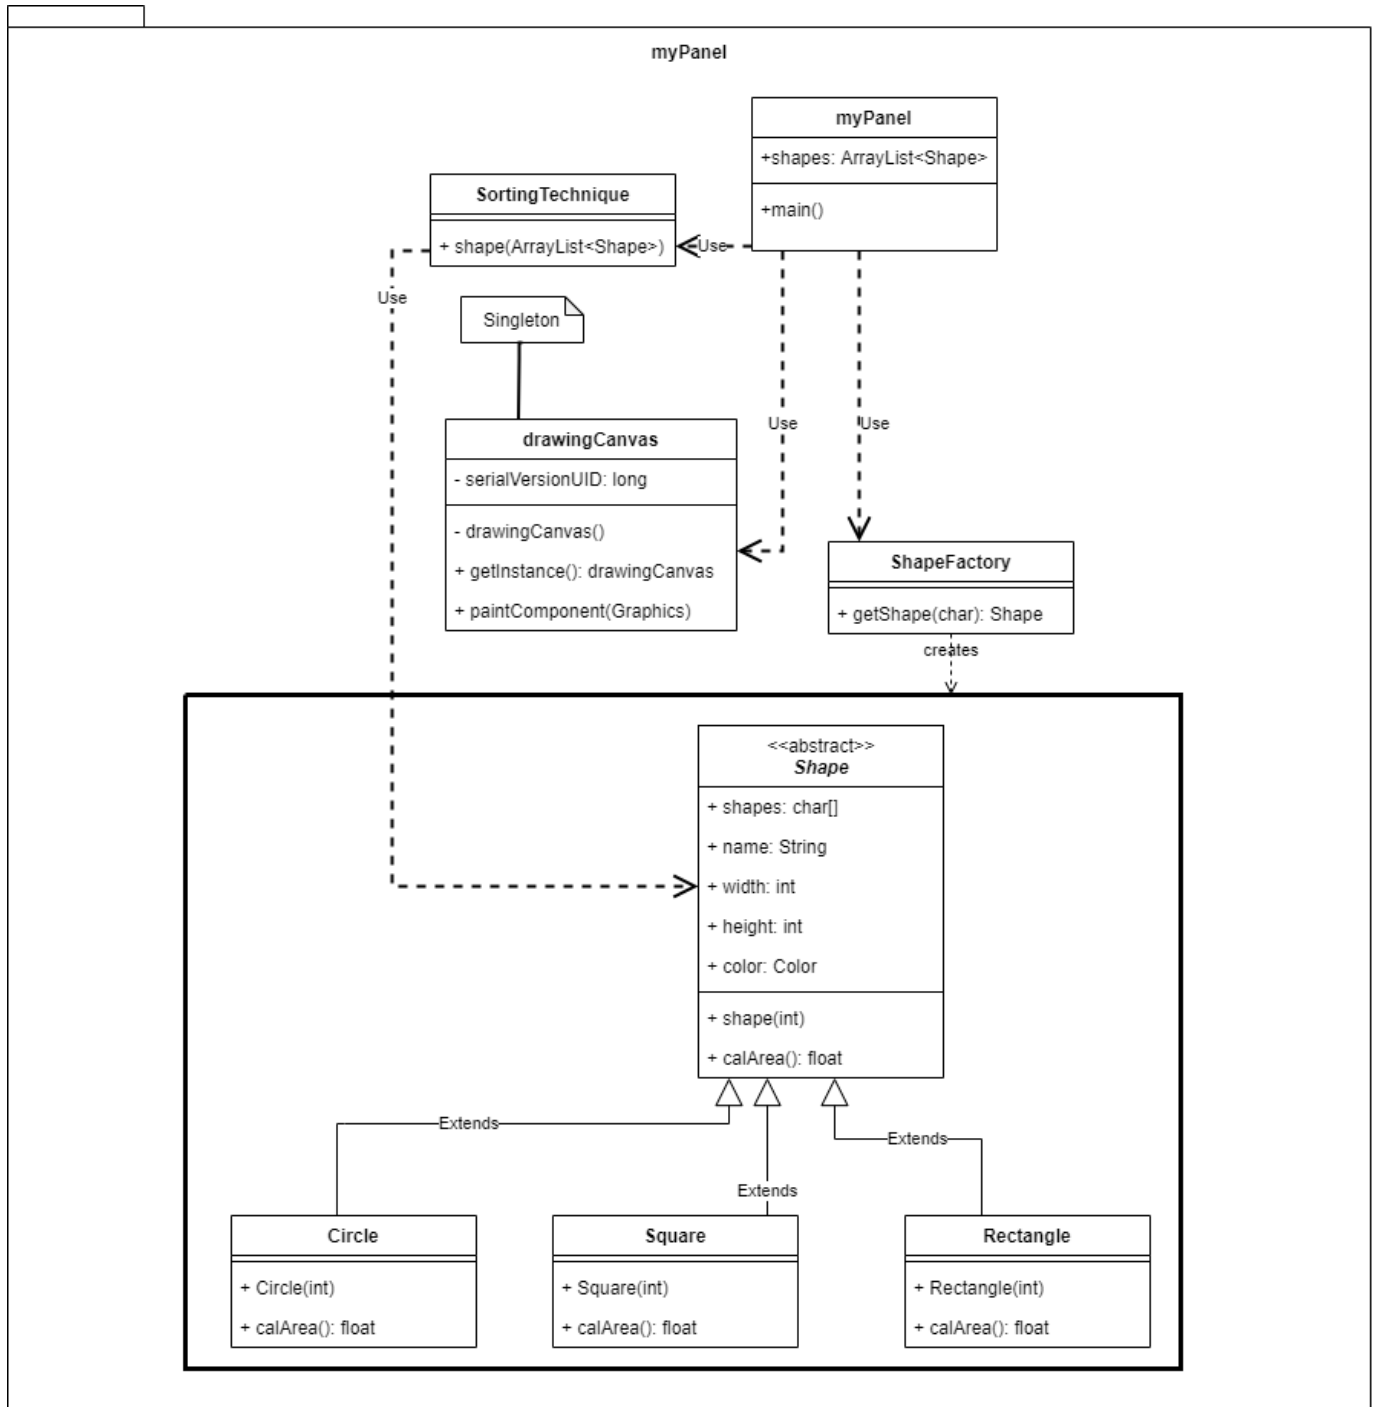 myPanel
myPanel
+shapes: ArrayList<Shape>
+main()
SortingTechnique
+ shape(ArrayList<Shape>)
Use
Use
Singleton
drawingCanvas
- serialVersionUID: long
- drawingCanvas()
+ getInstance(): drawingCanvas
+ paintComponent(Graphics)
Use
Use
ShapeFactory
+ getShape(char): Shape
creates
<<abstract>>
Shape
+ shapes: char[]
+ name: String
+ width: int
+ height: int
+ color: Color
+ shape(int)
+ calArea(): float
Extends
Extends
Extends
Circle
+ Circle(int)
+ calArea(): float
Square
+ Square(int)
+ calArea(): float
Rectangle
+ Rectangle(int)
+ calArea(): float